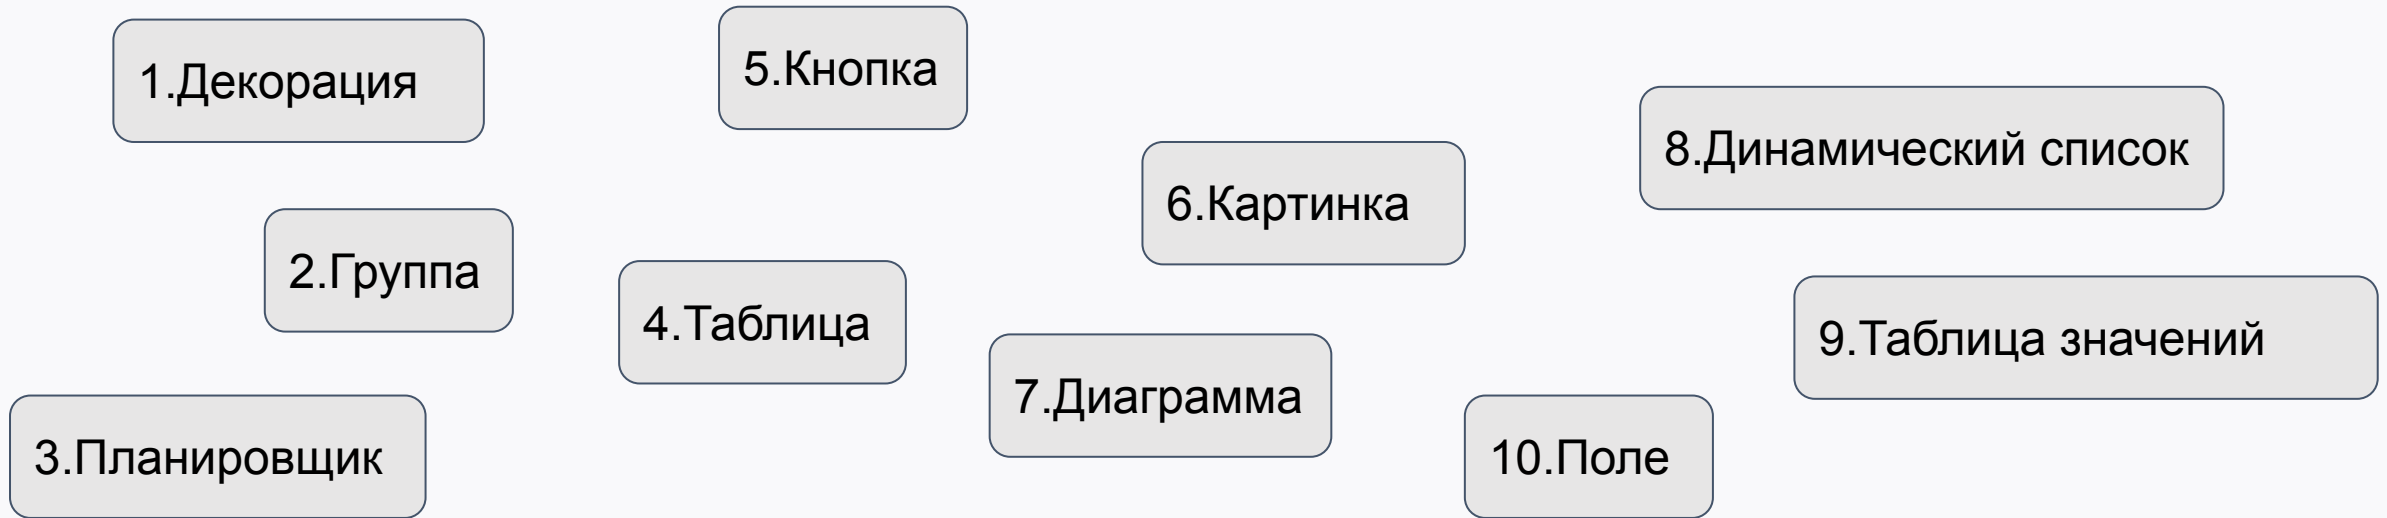 1.Декорация
2.Группа
3.Планировщик
4.Таблица
5.Кнопка
6.Картинка
7.Диаграмма
8.Динамический список
9.Таблица значений
10.Поле